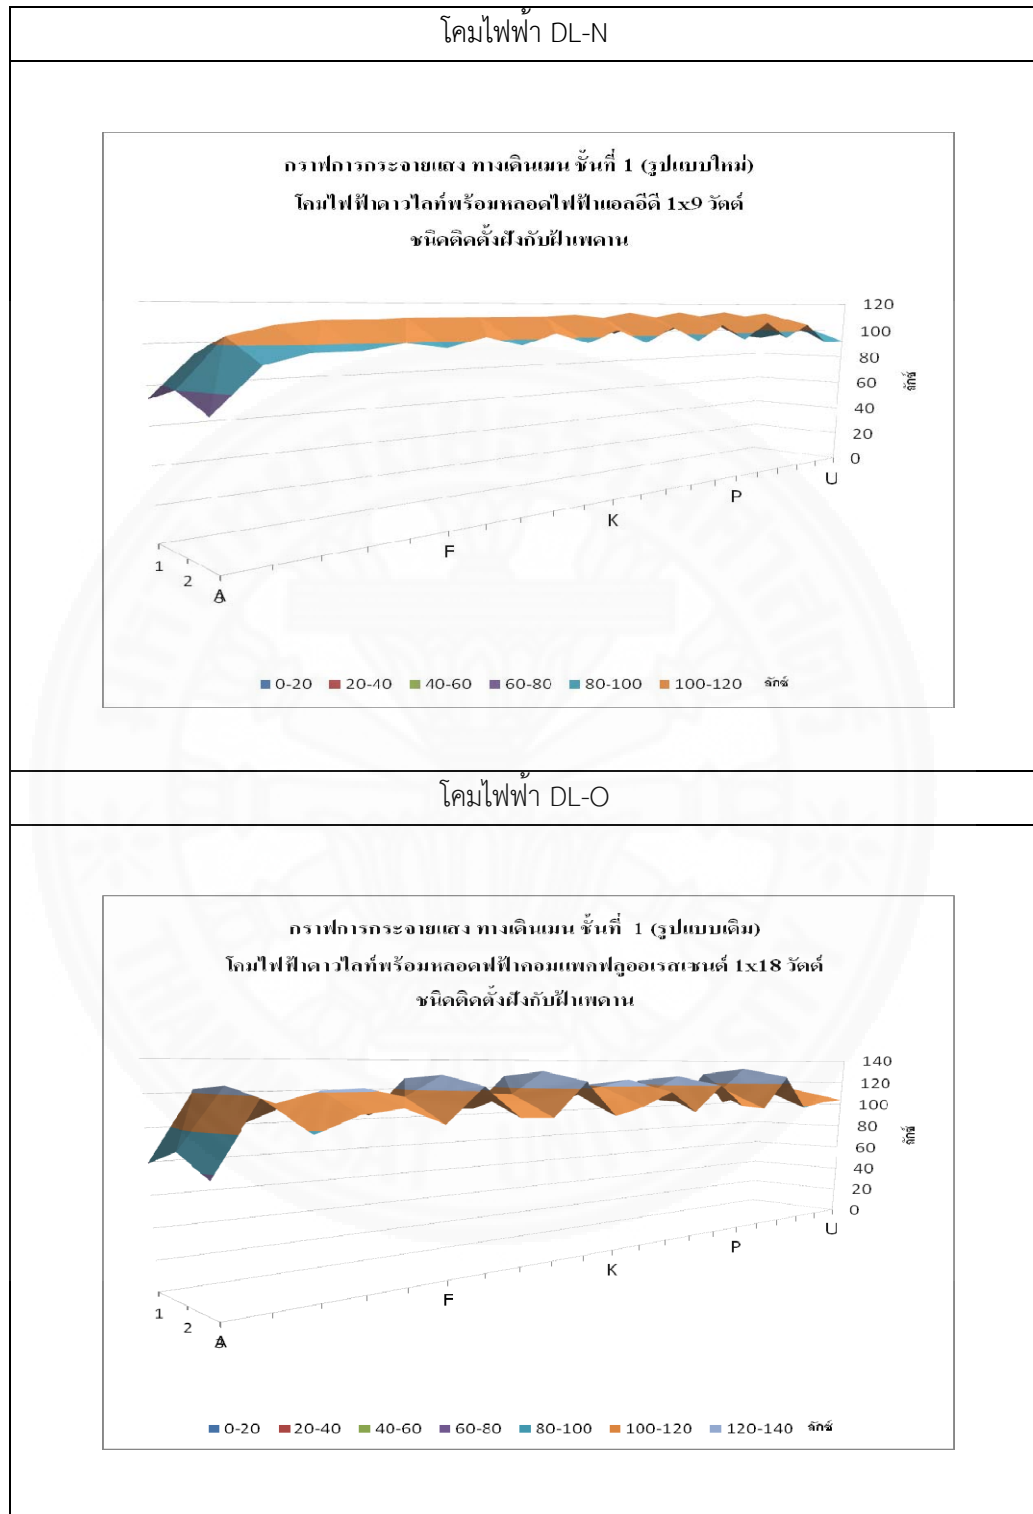 โคมไฟฟ้า DL-N
กราฟการกระจายแสง ทางเดินเมน ชั้นที่ 1 (รูปแบบใหม่)
โคมไฟฟ้าดาวไลท์พร้อมหลอดไฟฟ้าแอลอีดี 1x9 วัตต์
ชนิดติดตั้งฝังกับฝ้าเพดาน
120
100
80
60
40
20
0
ลักซ์
U
P
K
F
A
1
2
0-20 20-40 40-60 60-80 80-100 100-120 ลักซ์
โคมไฟฟ้า DL-O
กราฟการกระจายแสง ทางเดินเมน ชั้นที่ 1 (รูปแบบเดิม)
โคมไฟฟ้าดาวไลท์พร้อมหลอดฟฟ้าคอมแพคฟลูออเรสเซนต์ 1x18 วัตต์
ชนิดติดตั้งฝังกับฝ้าเพดาน
140
120
100
80
60
40
20
0
ลักซ์
U
P
K
F
A
1
2
0-20 20-40 40-60 60-80 80-100 100-120 120-140 ลักซ์